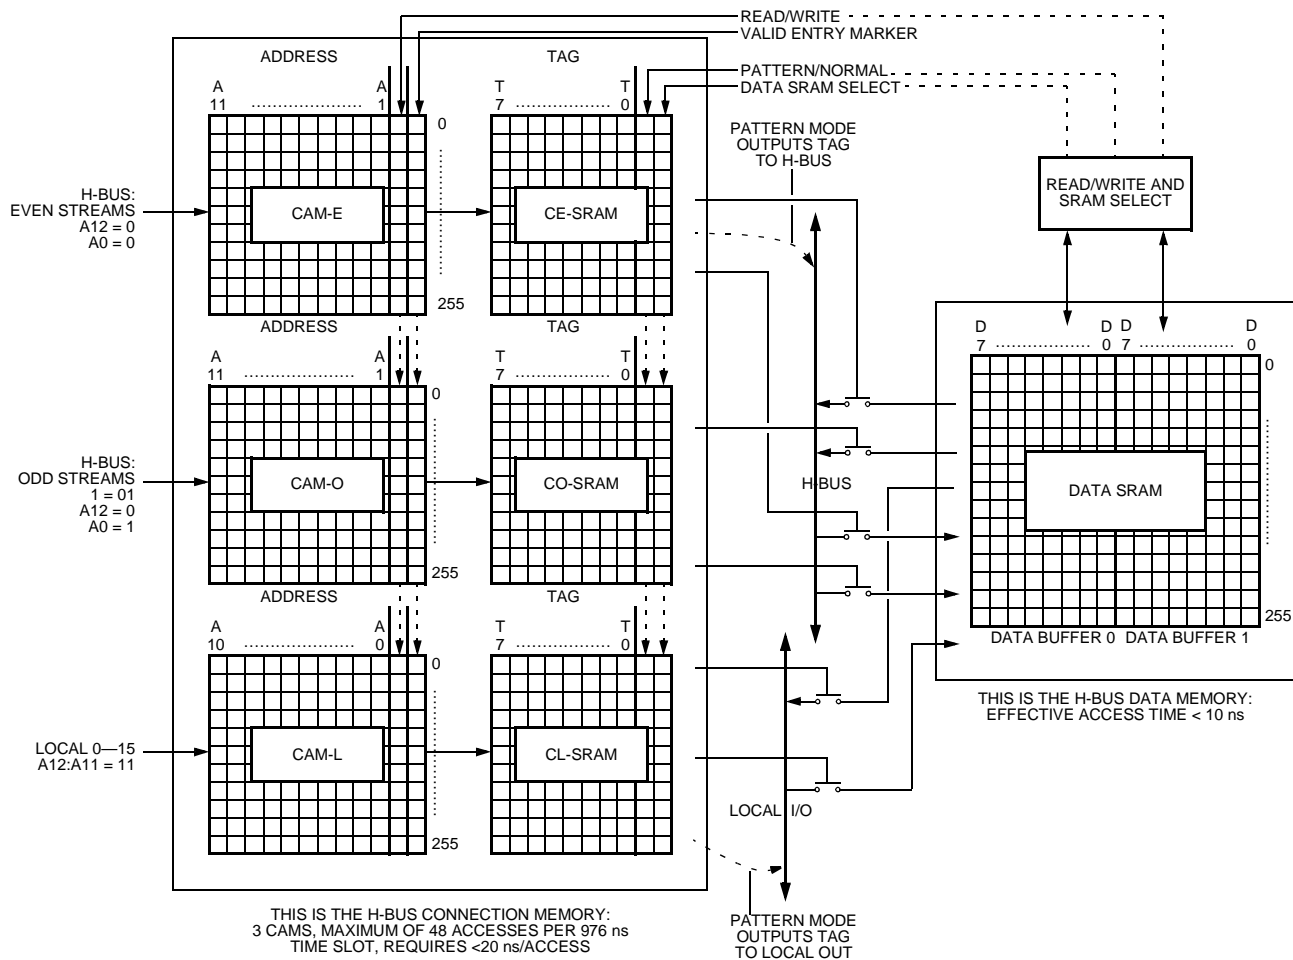 READ/WRITE
VALID ENTRY MARKER
PATTERN/NORMAL
DATA SRAM SELECT
ADDRESS
TAG
A
11
A
1
T
7
T
0
0
255
H-BUS:
EVEN STREAMS
A12 = 0
A0 = 0
CAM-E
CE-SRAM
PATTERN MODE
OUTPUTS TAG
TO H-BUS
READ/WRITE AND
SRAM SELECT
ADDRESS
TAG
A
11
A
1
T
7
T
0
0
255
H-BUS:
ODD STREAMS
1 = 01
A12 = 0
A0 = 1
CAM-O
CO-SRAM
H-BUS
D
7
D
0
D
7
D
0
0
255
DATA SRAM
DATA BUFFER 0
DATA BUFFER 1
THIS IS THE H-BUS DATA MEMORY:
EFFECTIVE ACCESS TIME < 10 ns
ADDRESS
TAG
A
10
A
0
T
7
T
0
0
255
LOCAL 0—15
A12:A11 = 11
CAM-L
CL-SRAM
LOCAL I/O
PATTERN MODE
OUTPUTS TAG
TO LOCAL OUT
THIS IS THE H-BUS CONNECTION MEMORY:
3 CAMS, MAXIMUM OF 48 ACCESSES PER 976 ns
TIME SLOT, REQUIRES <20 ns/ACCESS